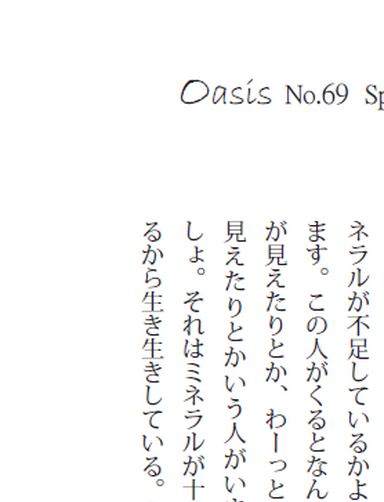 Oasis No.69 Sp
ネラルが不足しているかよ
ます。この人がくるとなん
が見えたりとか、わーっと
見えたりとかいう人がい
しょ。それはミネラルが十
るから生き生きしている。